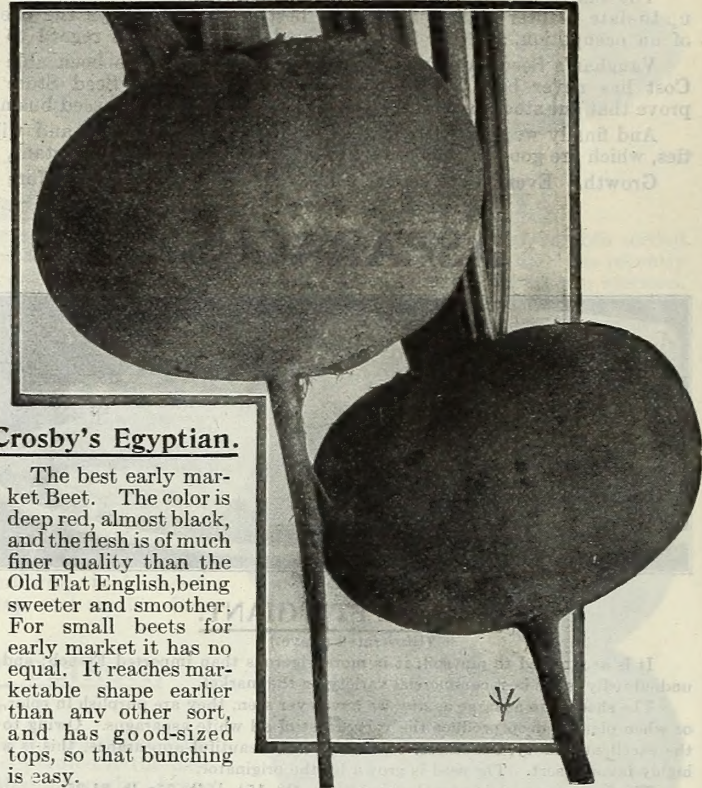 Crosby's Egyptian.
The best early mar-
ket Beet. The color is
deep red, almost black,
and the flesh is of much
finer quality than the
Old Flat English, being
sweeter and smoother.
For small beets for
early market it has no
equal. It reaches mar-
ketable shape earlier
than any other sort,
and has good-sized
tops, so that bunching
is easy.